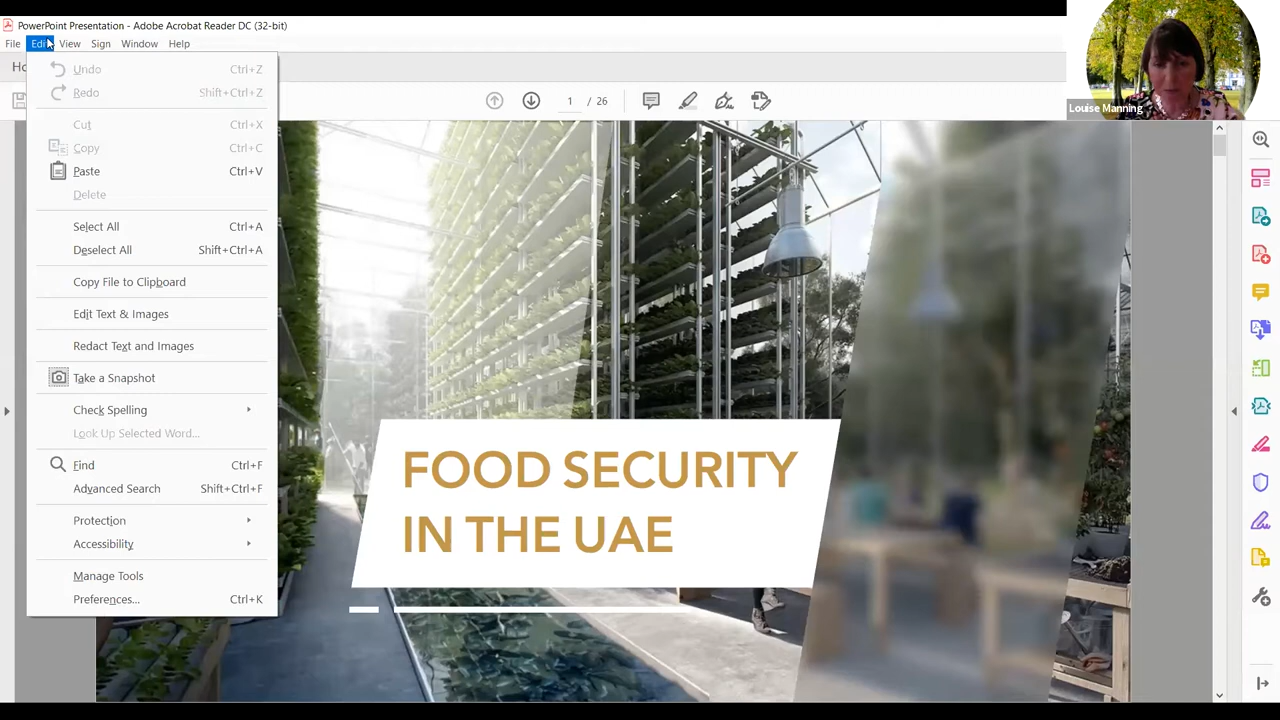 PowerPoint Presentation - Adobe Acrobat Reader DC (32-bit)
File Edit View Sign Window Help
Louise Manning
Undo Ctrl+Z
Redo Shift+Ctrl+Z
1 / 26
Cut Ctrl+X
Copy Ctrl+C
Paste Ctrl+V
Delete
Select All Ctrl+A
Deselect All Shift+Ctrl+A
Copy File to Clipboard
Edit Text & Images
Redact Text and Images
Take a Snapshot
Check Spelling
Look Up Selected Word...
Find Ctrl+F
Advanced Search Shift+Ctrl+F
Protection
Accessibility
Manage Tools
Preferences... Ctrl+K
FOOD SECURITY
IN THE UAE